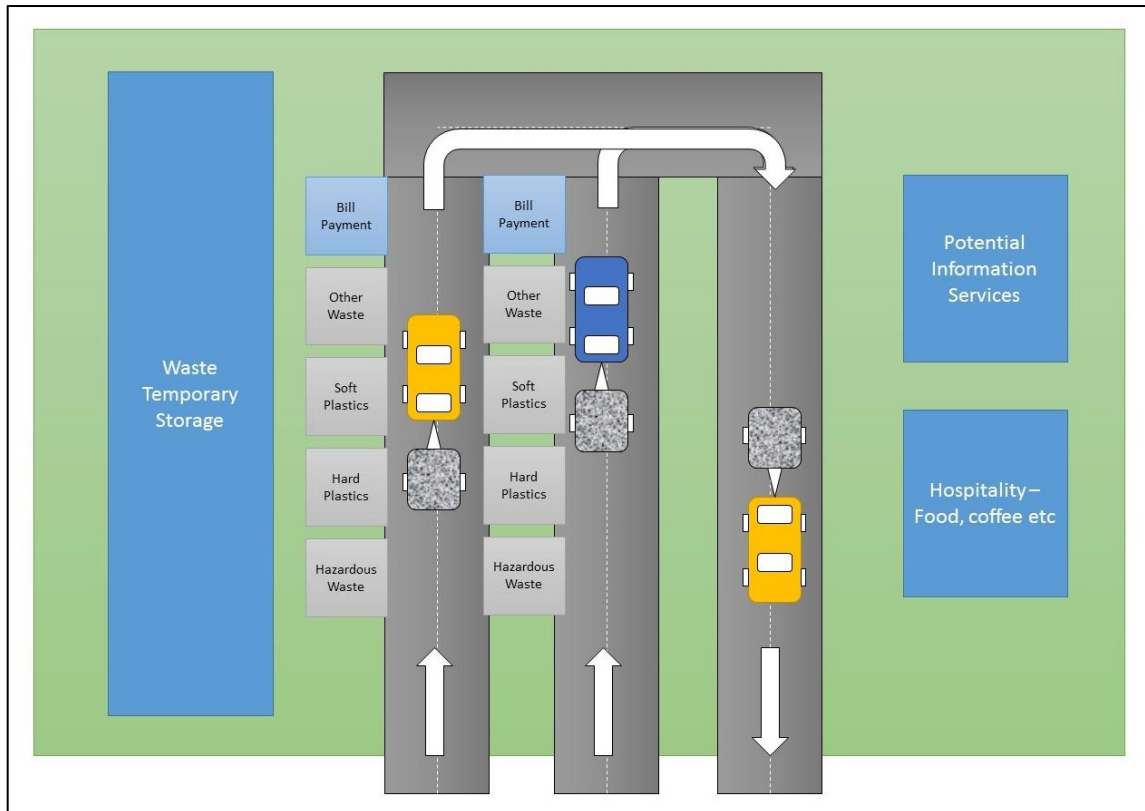 Waste
Temporary
Storage
Bill
Payment
Other
Waste
Soft
Plastics
Hard
Plastics
Hazardous
Waste
Bill
Payment
Other
Waste
Soft
Plastics
Hard
Plastics
Hazardous
Waste
Potential
Information
Services
Hospitality –
Food, coffee etc